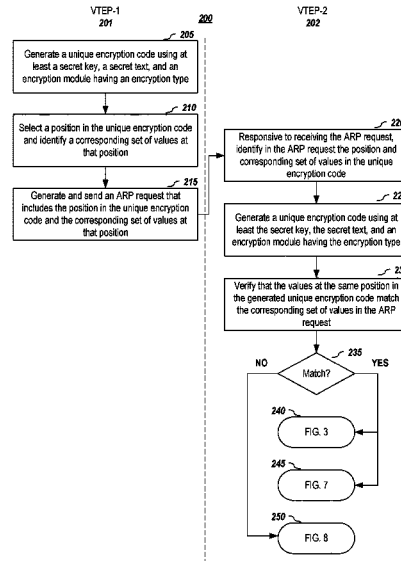 VTEP-1
201
200
VTEP-2
202
205
Generate a unique encryption code using at
least a secret key, a secret text, and an
encryption module having an encryption type
210
Select a position in the unique encryption code
and identify a corresponding set of values at
that position
215
Generate and send an ARP request that
includes the position in the unique encryption
code and the corresponding set of values at
that position
Responsive to receiving the ARP request,
identify in the ARP request the position and
corresponding set of values in the unique
encryption code
Generate a unique encryption code using at
least the secret key, the secret text, and an
encryption module having the encryption type
Verify that the values at the same position in
the generated unique encryption code match
the corresponding set of values in the ARP
request
235
NO
YES
Match?
240
FIG. 3
245
FIG. 7
250
FIG. 8